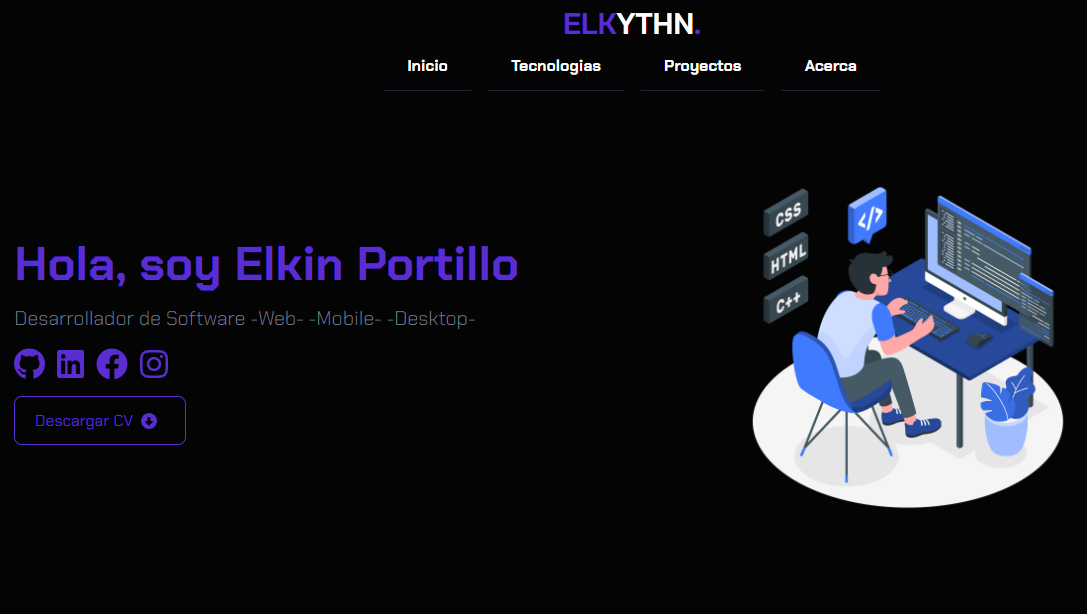 ELKYTHN.
Inicio Tecnologias Proyectos Acerca
Hola, soy Elkin Portillo
Desarrollador de Software -Web- -Mobile- -Desktop-
Descargar CV
CSS
</>
HTML
C++